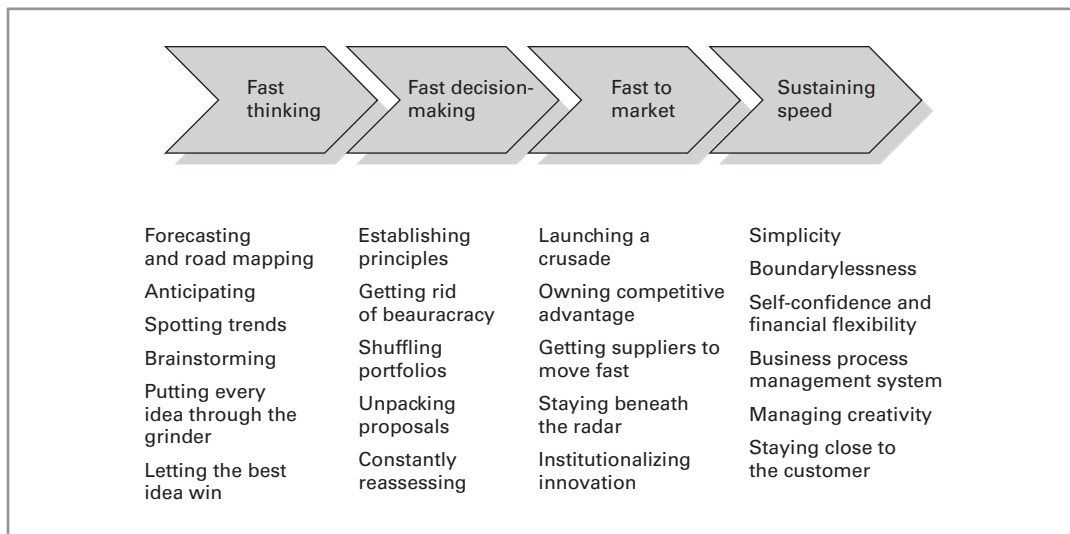 Fast
thinking
Fast decision-
making
Fast to
market
Sustaining
speed
Forecasting
and road mapping
Anticipating
Spotting trends
Brainstorming
Putting every
idea through the
grinder
Letting the best
idea win
Establishing
principles
Getting rid
of beauracracy
Shuffling
portfolios
Unpacking
proposals
Constantly
reassessing
Launching a
crusade
Owning competitive
advantage
Getting suppliers to
move fast
Staying beneath
the radar
Institutionalizing
innovation
Simplicity
Boundarylessness
Self-confidence and
financial flexibility
Business process
management system
Managing creativity
Staying close to
the customer